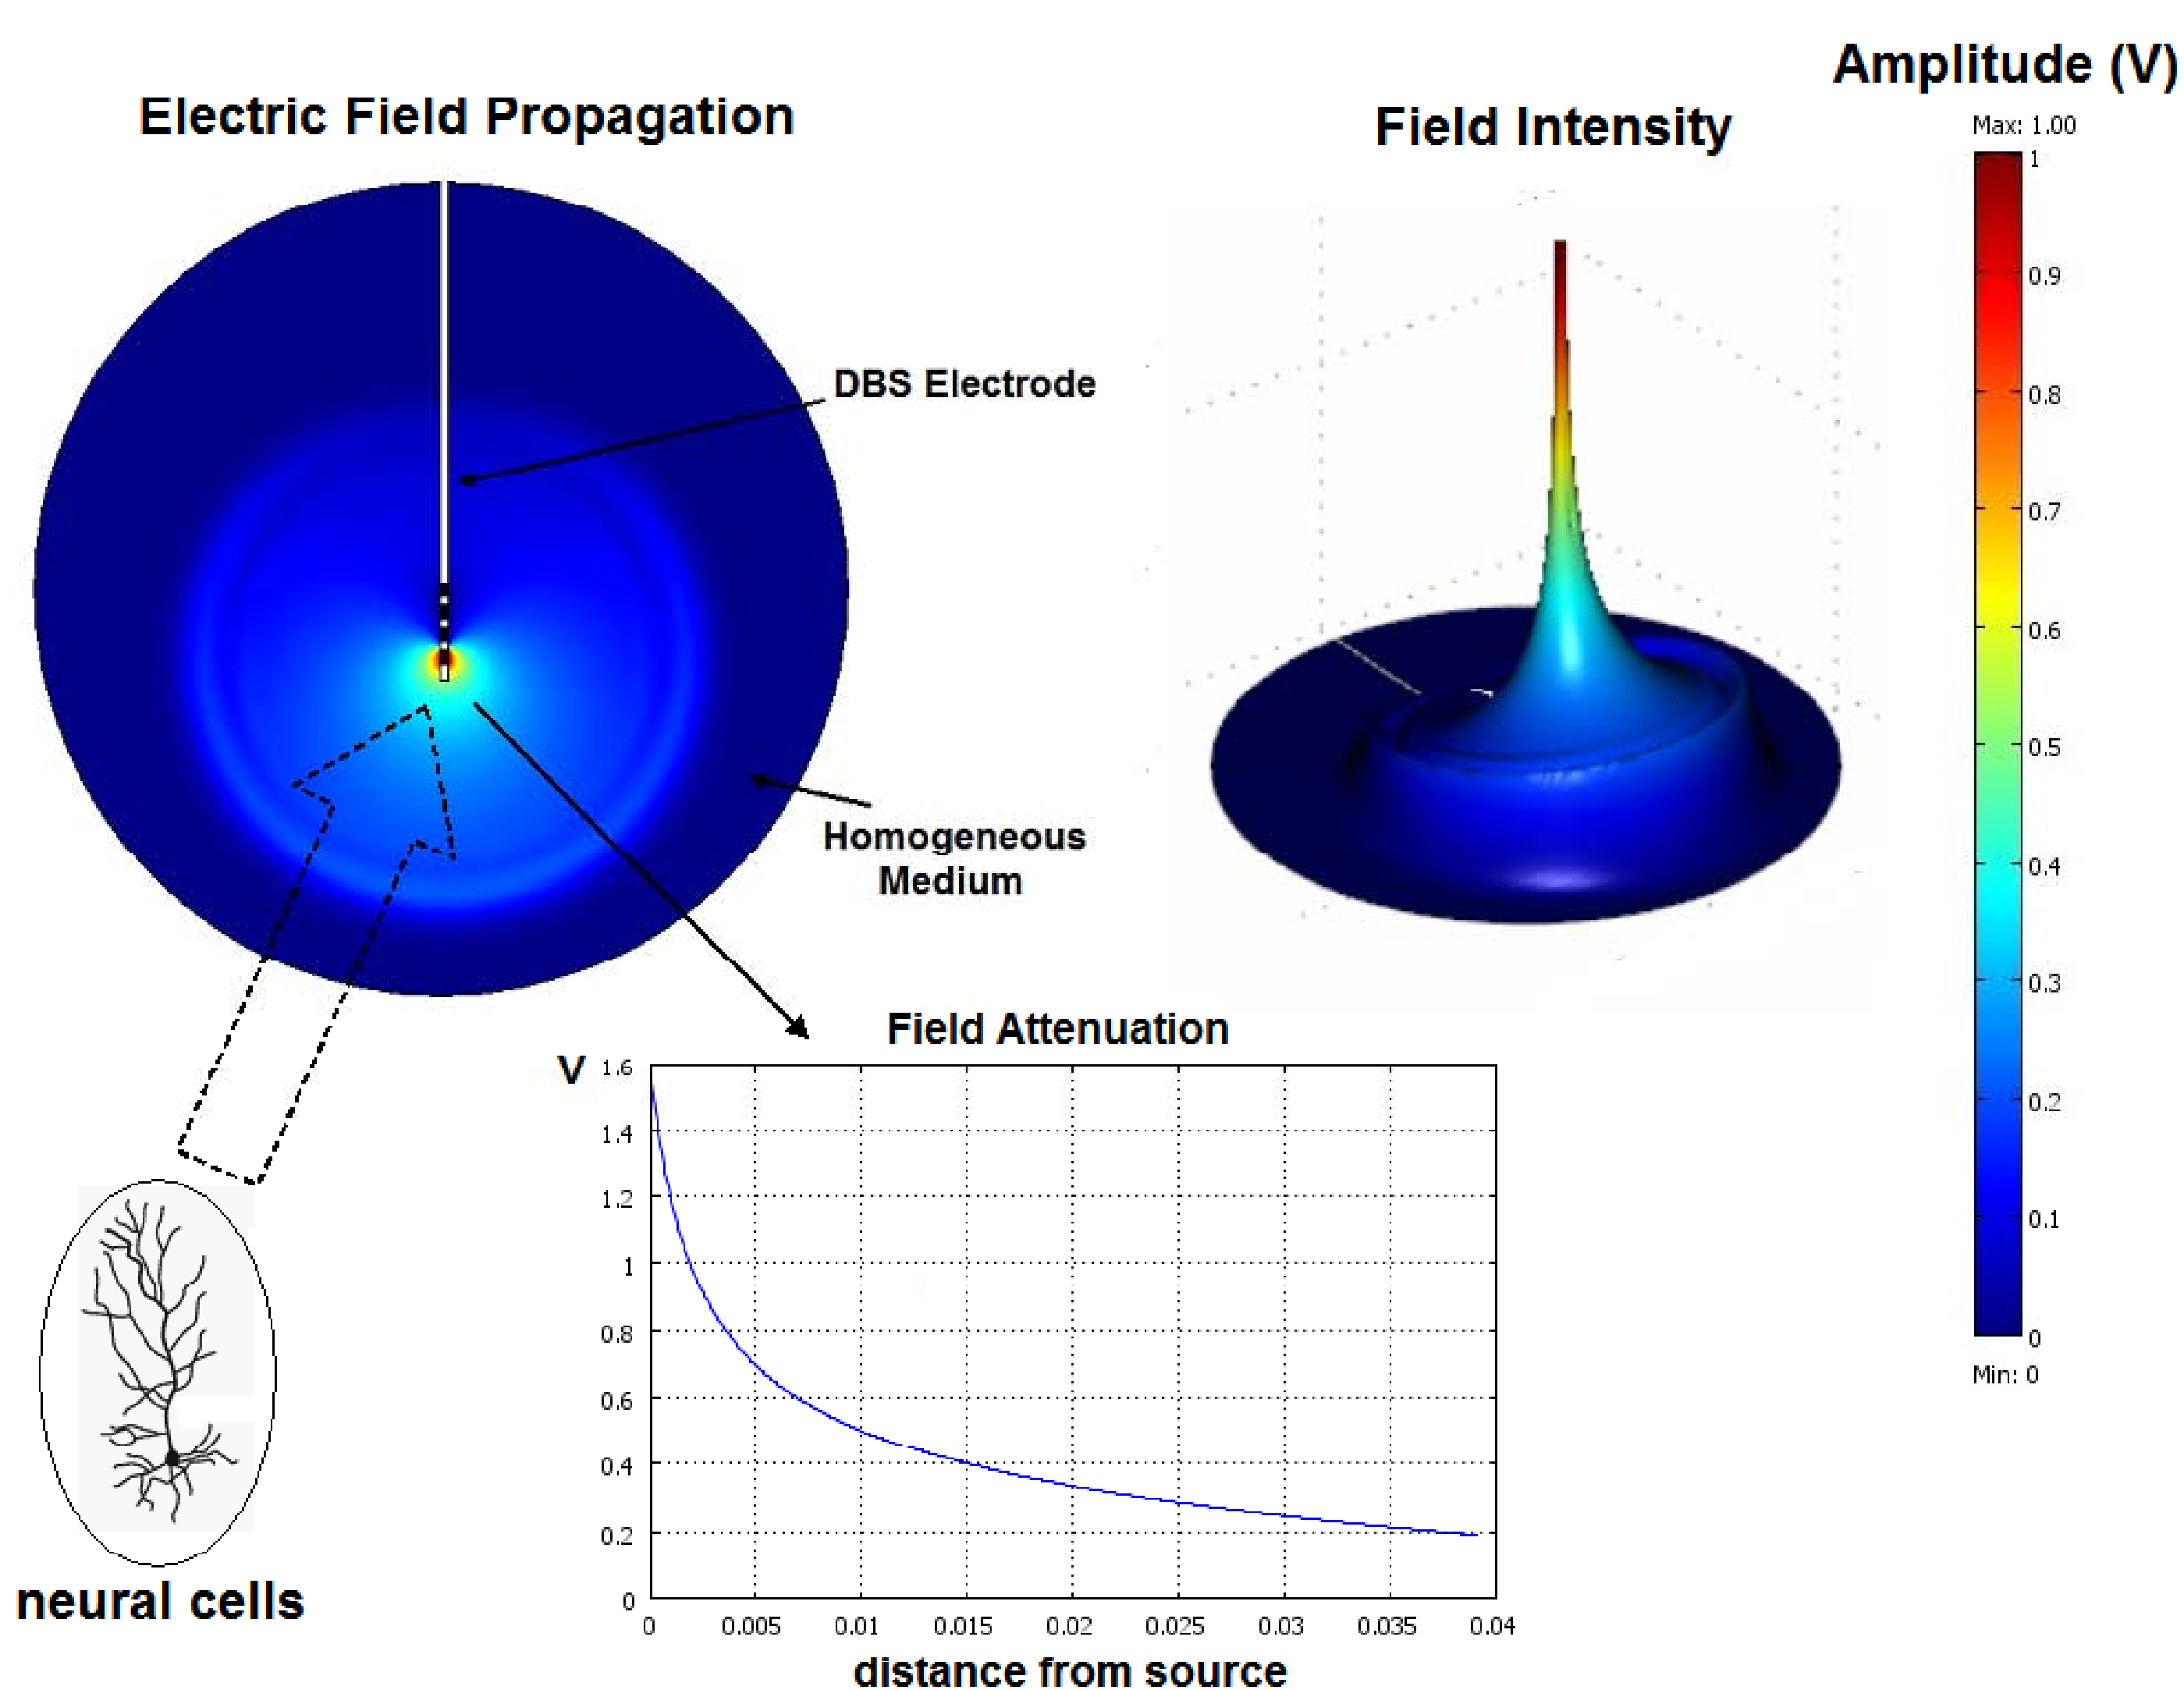 Amplitude (V)
Electric Field Propagation
Field Intensity
Max: 1.00
1
0.9
0.8
0.7
0.6
0.5
0.4
0.3
0.2
0.1
0
Min: 0
DBS Electrode
Homogeneous
Medium
Field Attenuation
V
1.6
1.4
1.2
1
0.8
0.6
0.4
0.2
0
0 0.005 0.01 0.015 0.02 0.025 0.03 0.035 0.04
distance from source
neural cells